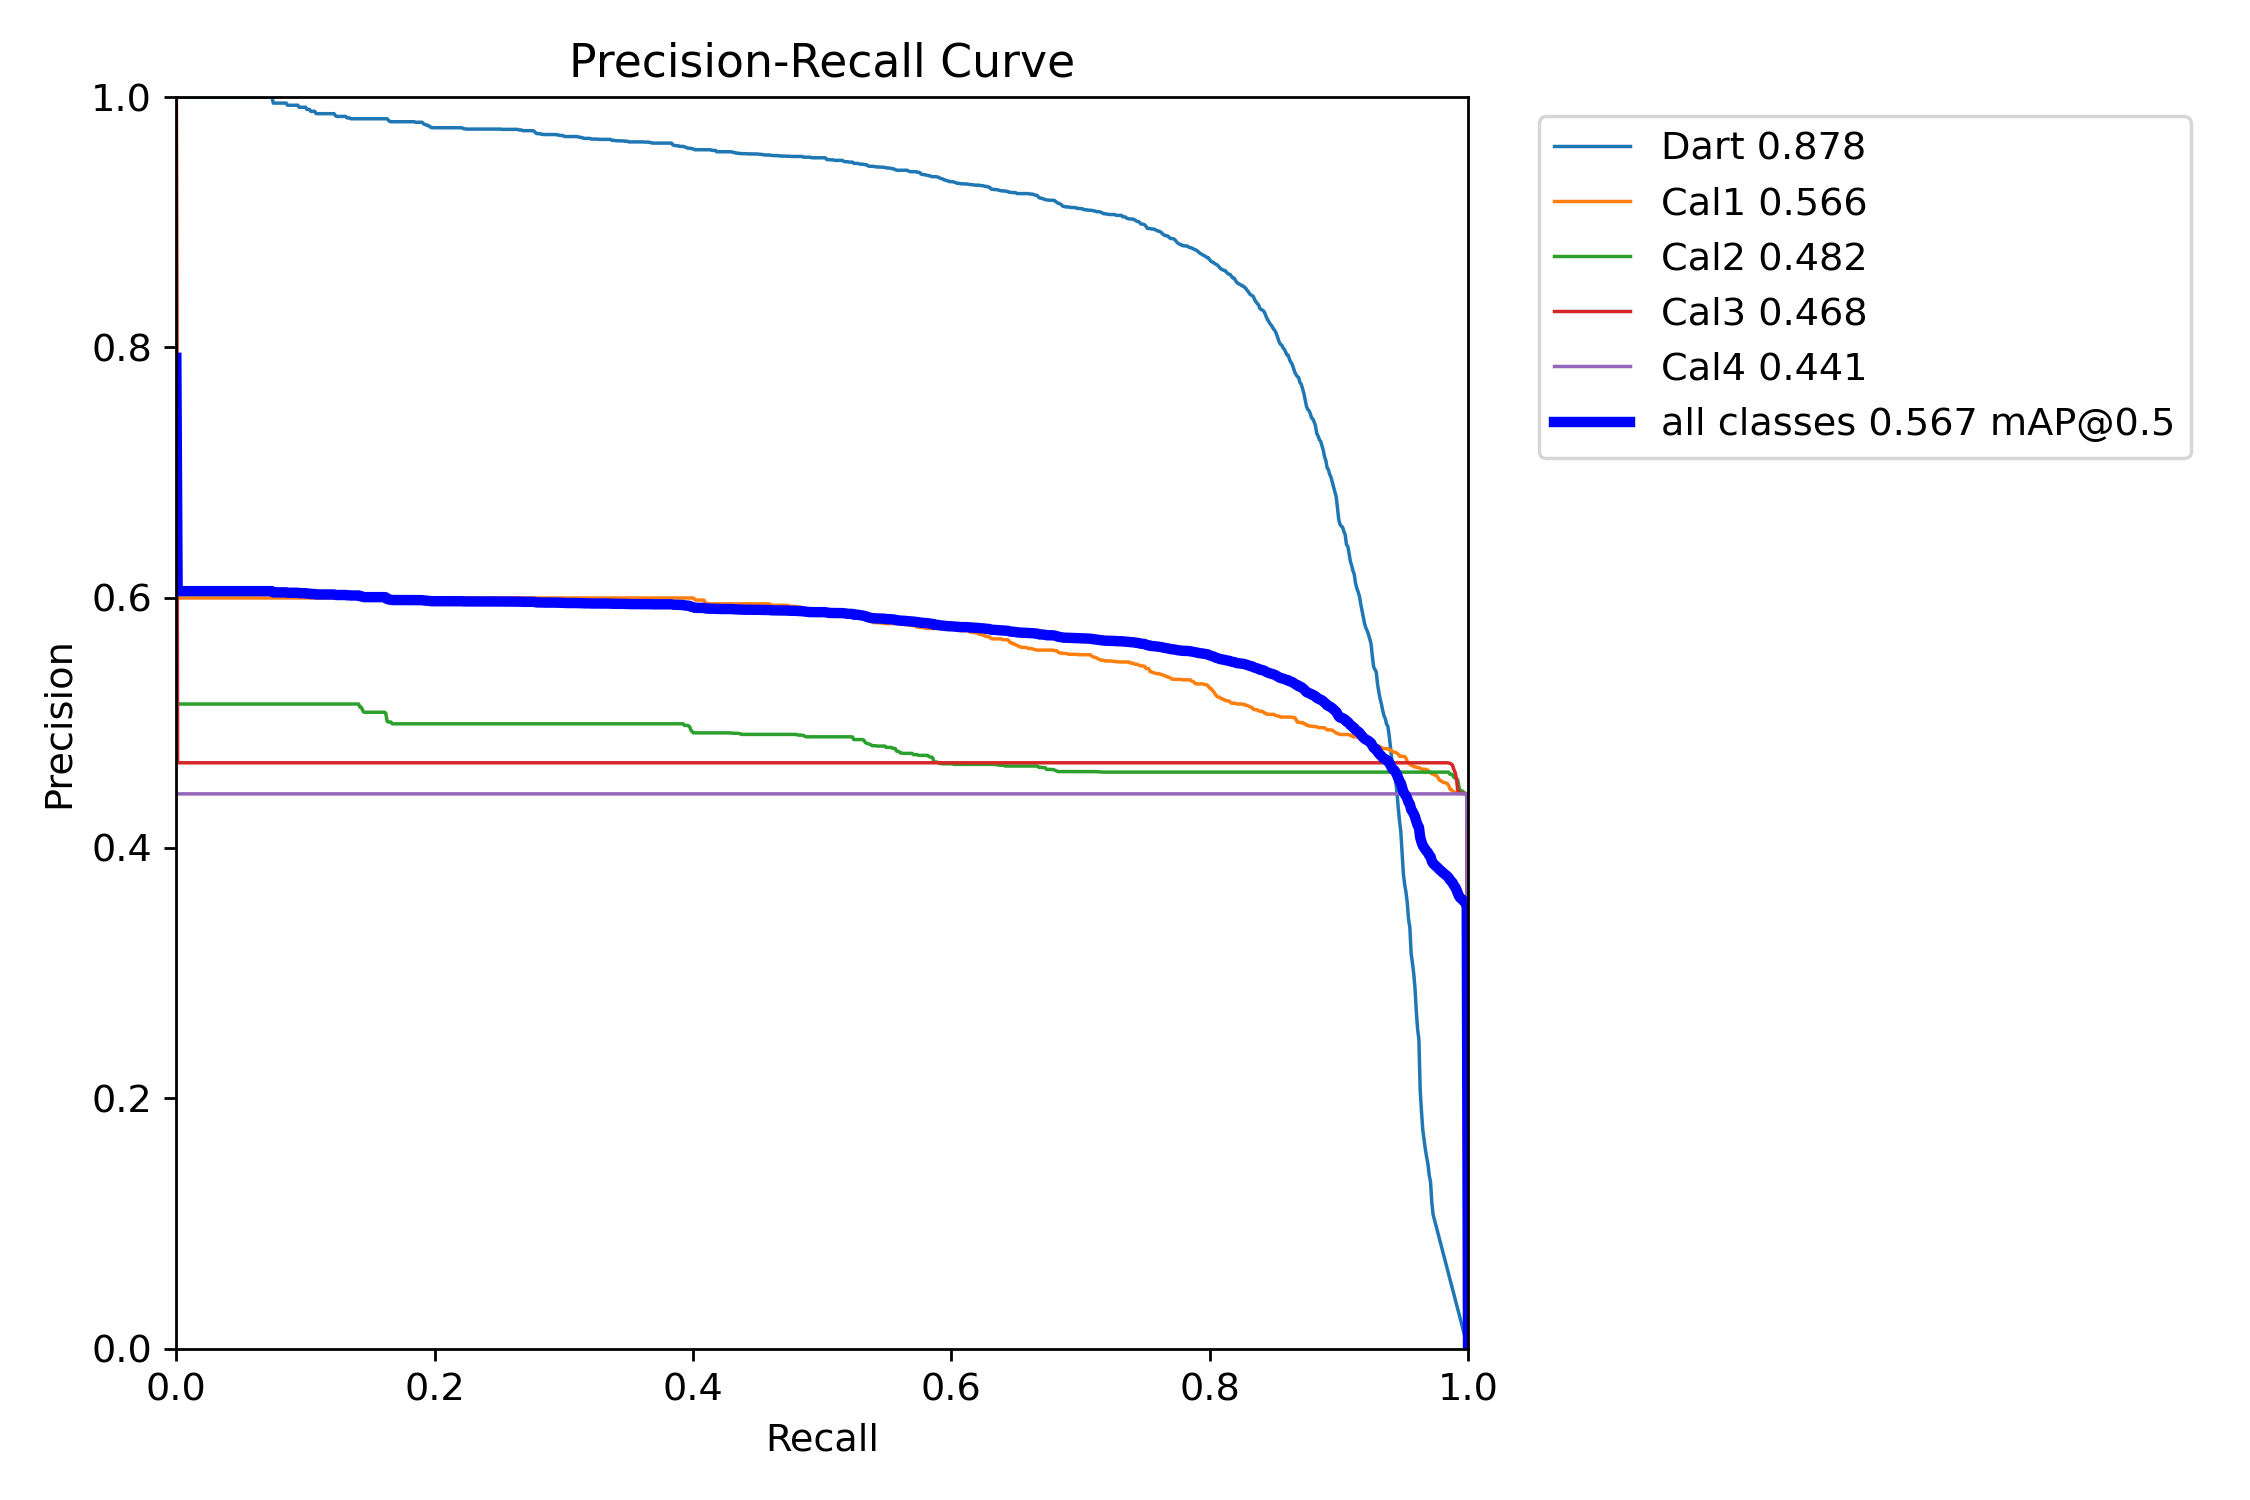 Precision-Recall Curve
1.0
0.8
0.6
0.4
0.2
0.0
Precision
0.0 0.2 0.4 0.6 0.8 1.0
Recall
Dart 0.878
Cal1 0.566
Cal2 0.482
Cal3 0.468
Cal4 0.441
all classes 0.567 mAP@0.5